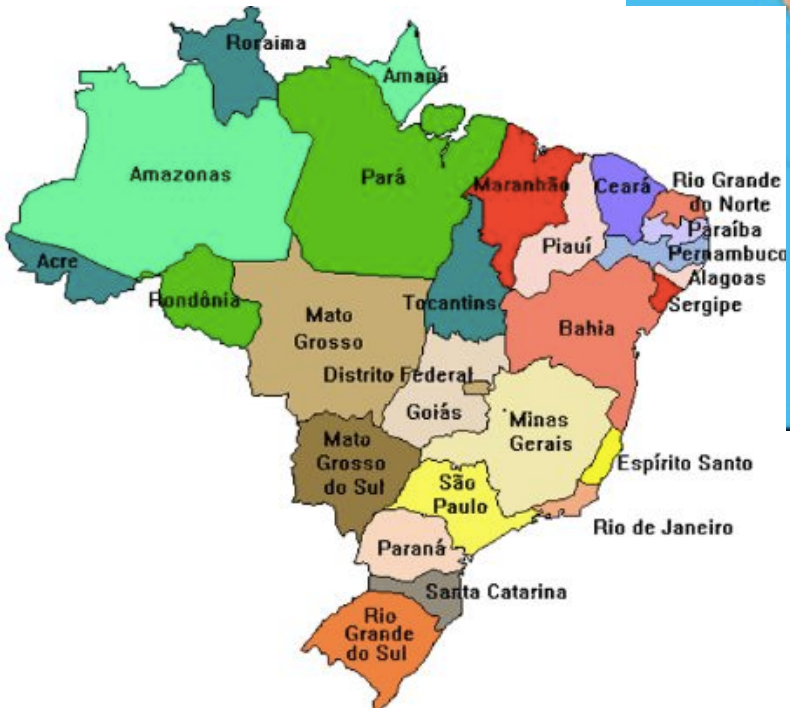 Roraima
Amapá
Amazonas
Pará
Maranhão
Ceará
Rio Grande
do Norte
Paraíba
Piauí
Pernambuco
Acre
Alagoas
Rondônia
Tocantins
Sergipe
Mato
Grosso
Bahia
Distrito Federal
Goiás
Minas
Gerais
Mato
Grosso
do Sul
São
Paulo
Espírito Santo
Rio de Janeiro
Paraná
Santa Catarina
Rio
Grande
do Sul